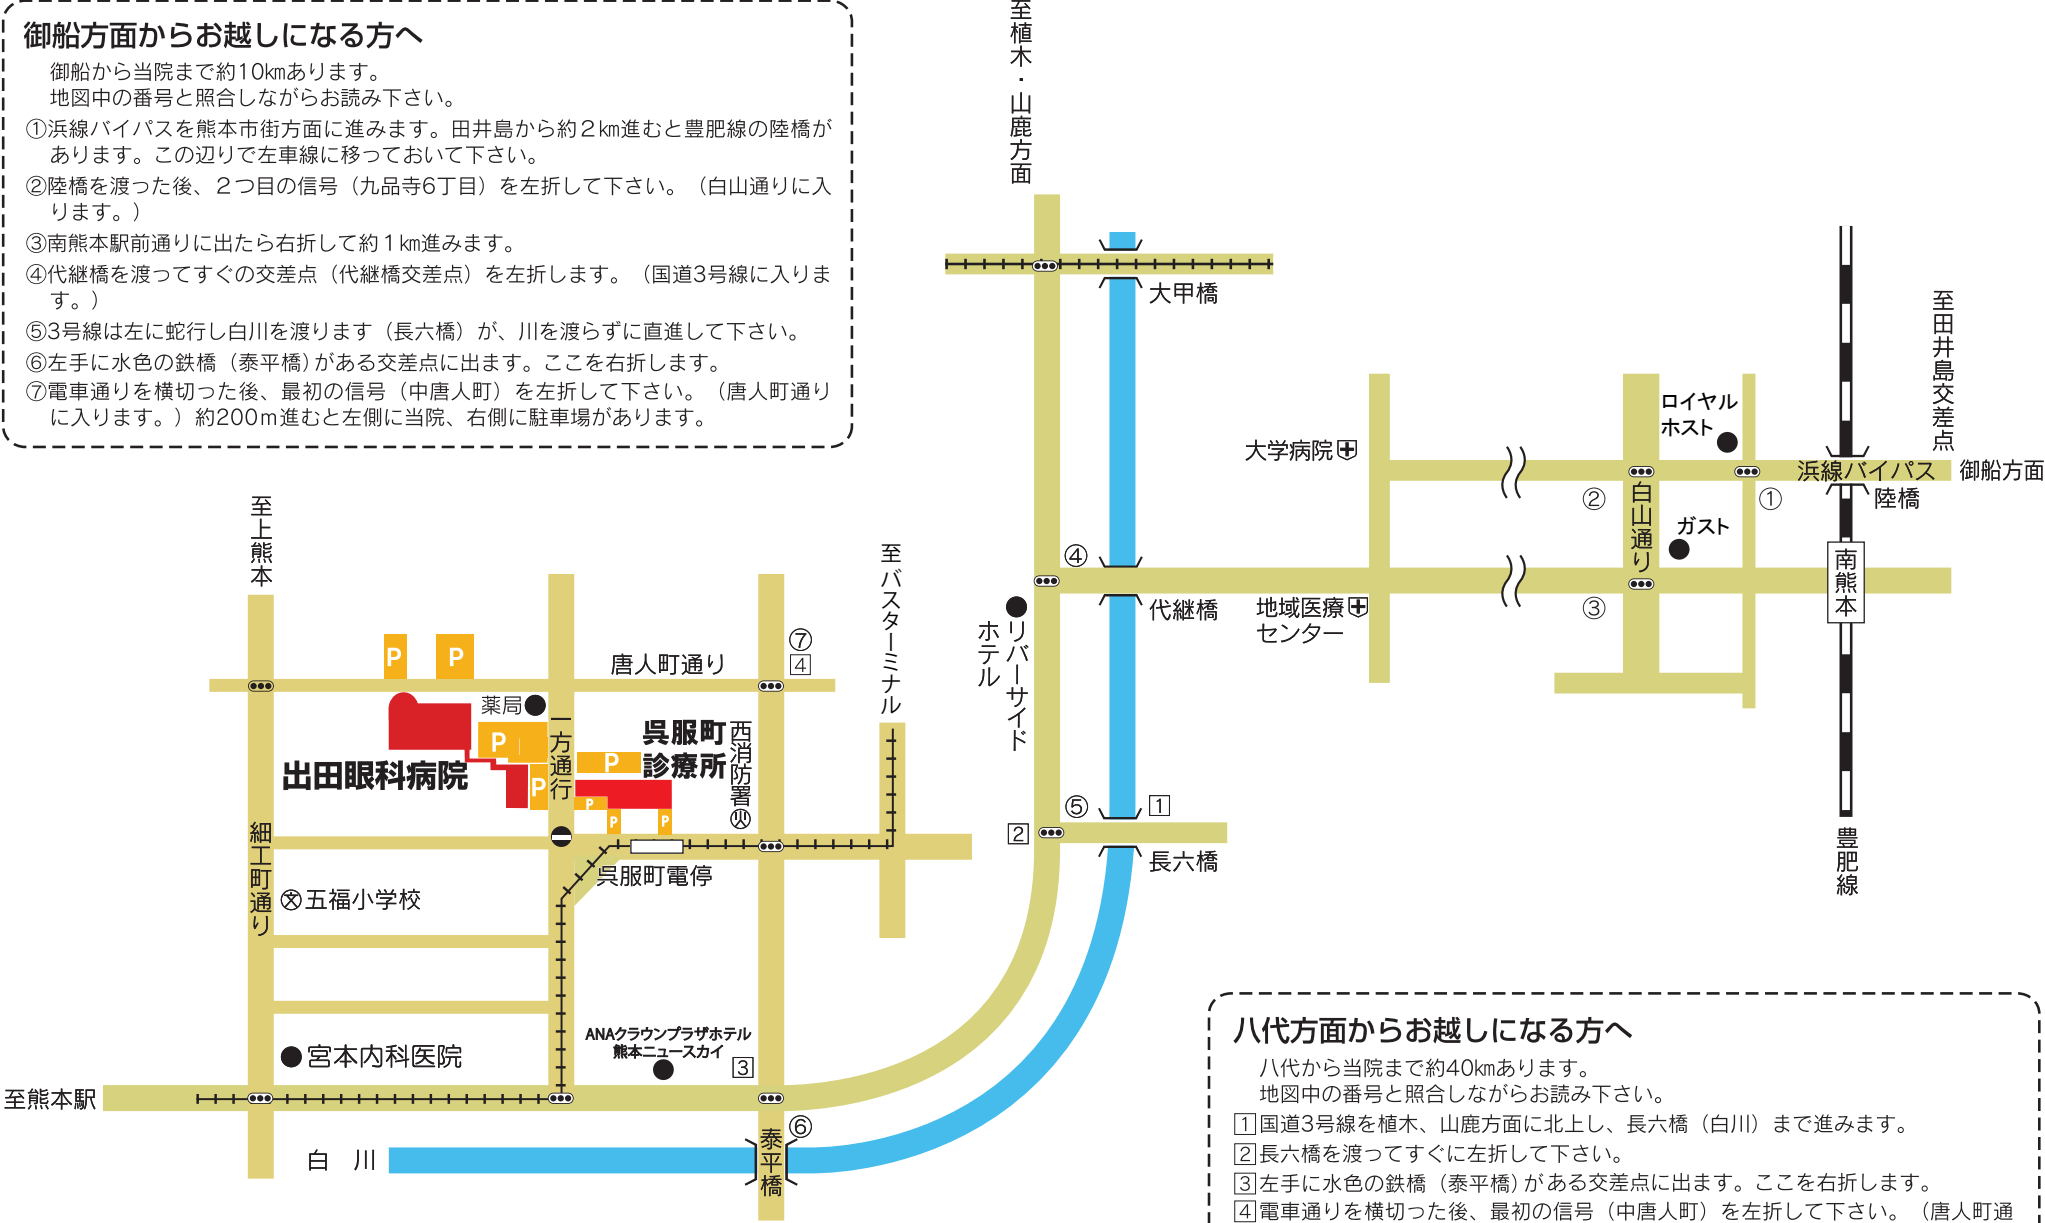 御船方面からお越しになる方へ
御船から当院まで約10kmあります。
地図中の番号と照合しながらお読み下さい。
①浜線バイパスを熊本市街方面に進みます。田井島から約2km進むと豊肥線の陸橋が
あります。この辺りで左車線に移っておいて下さい。
②陸橋を渡った後、2つ目の信号（九品寺6丁目）を左折して下さい。（白山通りに入
ります。）
③南熊本駅前通りに出たら右折して約1km進みます。
④代継橋を渡ってすぐの交差点（代継橋交差点）を左折します。（国道3号線に入りま
す。）
⑤3号線は左に蛇行し白川を渡ります（長六橋）が、川を渡らずに直進して下さい。
⑥左手に水色の鉄橋（泰平橋）がある交差点に出ます。ここを右折します。
⑦電車通りを横切った後、最初の信号（中唐人町）を左折して下さい。（唐人町通り
に入ります。）約200m進むと左側に当院、右側に駐車場があります。
至植木・山鹿方面
大甲橋
至田井島交差点
ロイヤル
ホスト
大学病院
浜線バイパス
御船方面
②
①
陸橋
白山通り
ガスト
南熊本
④
代継橋
地域医療
センター
③
リバーサイド
ホテル
至上熊本
至バスターミナル
⑦
4
唐人町通り
P
P
薬局
一方通行
呉服町
診療所
西消防署
火
P
P
出田眼科病院
P
P
P
P
⑤
1
2
長六橋
豊肥線
細工町通り
呉服町電停
文
五福小学校
ANAクラウンプラザホテル
熊本ニュースカイ
3
宮本内科医院
至熊本駅
⑥
泰平橋
白川
八代方面からお越しになる方へ
八代から当院まで約40kmあります。
地図中の番号と照合しながらお読み下さい。
1国道3号線を植木、山鹿方面に北上し、長六橋（白川）まで進みます。
2長六橋を渡ってすぐに左折して下さい。
3左手に水色の鉄橋（泰平橋）がある交差点に出ます。ここを右折します。
4電車通りを横切った後、最初の信号（中唐人町）を左折して下さい。（唐人町通